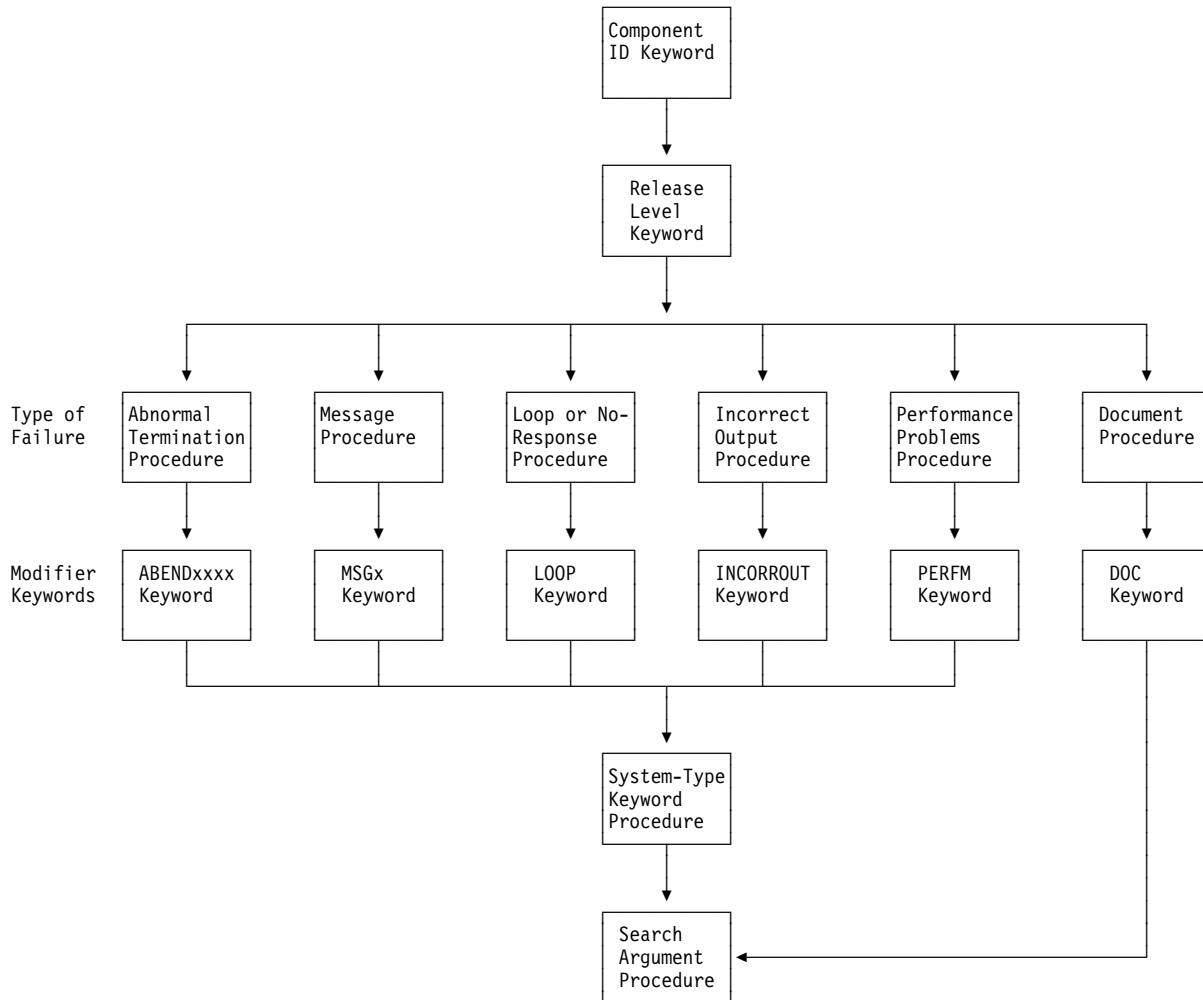 Component
ID Keyword
Release
Level
Keyword
Type of
Failure
Abnormal
Termination
Procedure
Message
Procedure
Loop or No-
Response
Procedure
Incorrect
Output
Procedure
Performance
Problems
Procedure
Document
Procedure
Modifier
Keywords
ABENDxxxx
Keyword
MSGx
Keyword
LOOP
Keyword
INCORROUT
Keyword
PERFM
Keyword
DOC
Keyword
System-Type
Keyword
Procedure
Search
Argument
Procedure